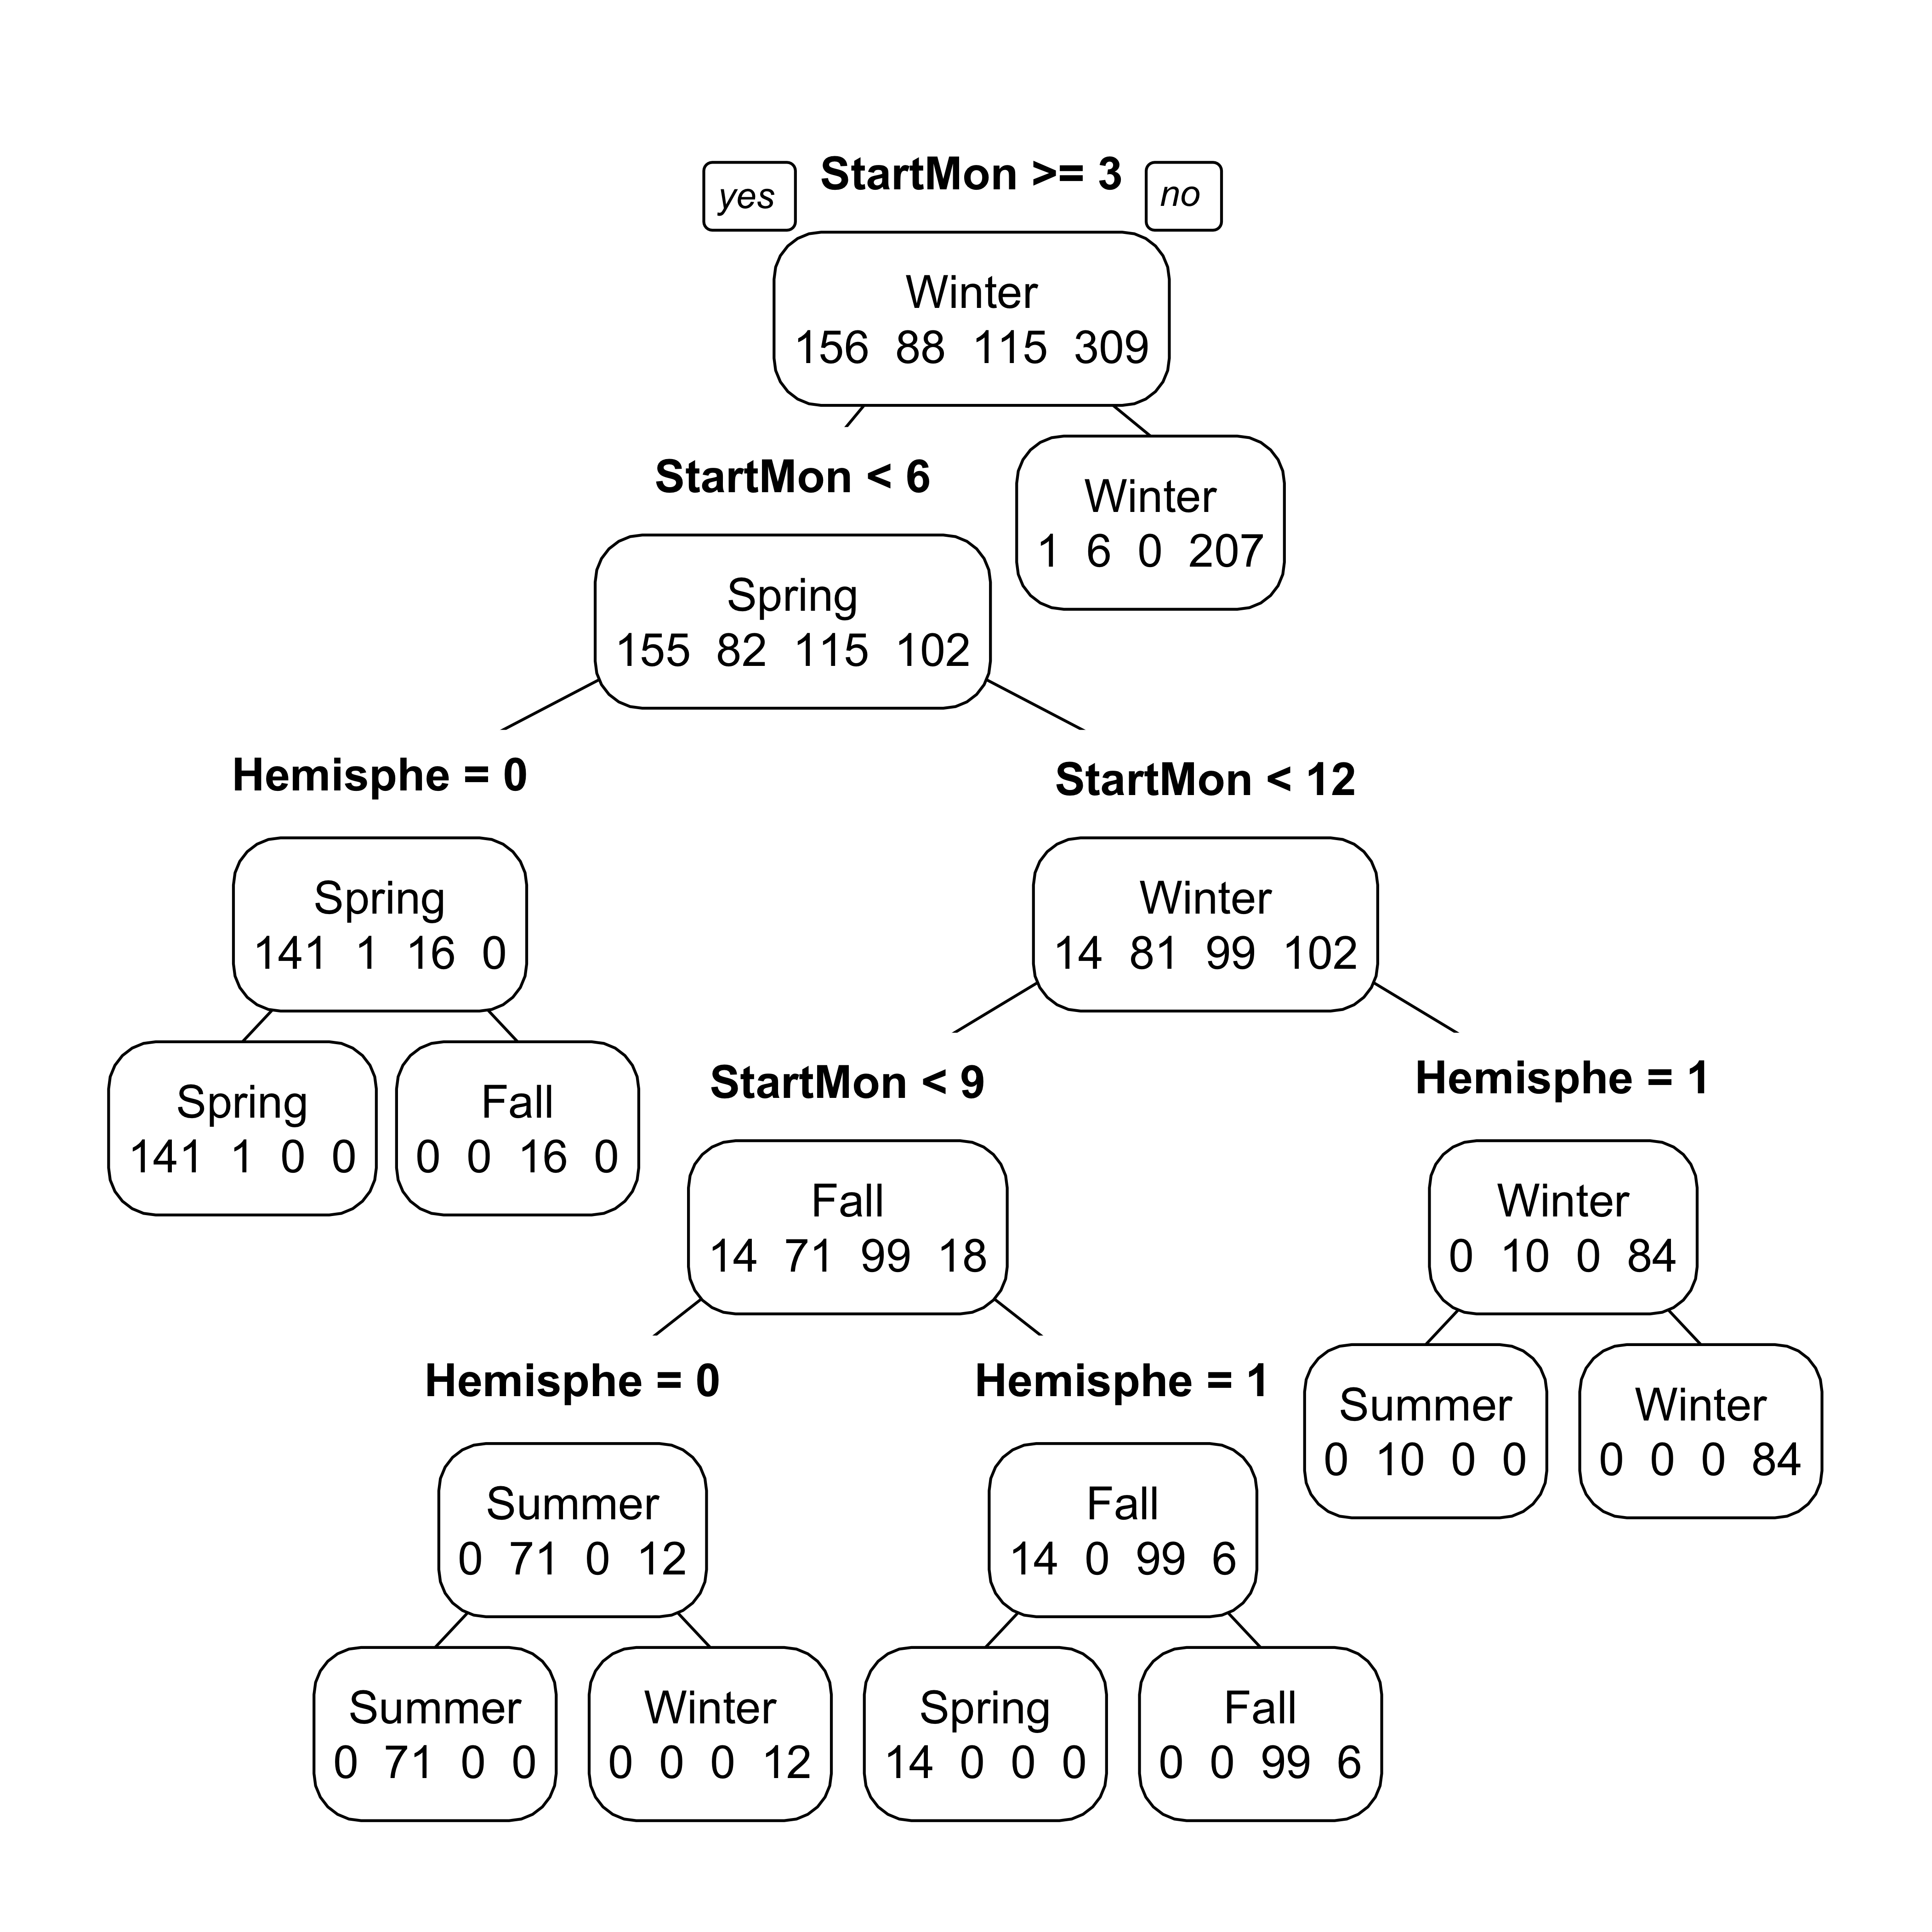 StartMon >= 3
yes
no
Winter
156 88 115 309
StartMon < 6
Winter
1 6 0 207
Spring
155 82 115 102
Hemisphe = 0
StartMon < 12
Spring
141 1 16 0
Winter
14 81 99 102
Spring
141 1 0 0
Fall
0 0 16 0
StartMon < 9
Hemisphe = 1
Fall
14 71 99 18
Winter
0 10 0 84
Hemisphe = 0
Hemisphe = 1
Summer
0 10 0 0
Winter
0 0 0 84
Summer
0 71 0 12
Fall
14 0 99 6
Summer
0 71 0 0
Winter
0 0 0 12
Spring
14 0 0 0
Fall
0 0 99 6